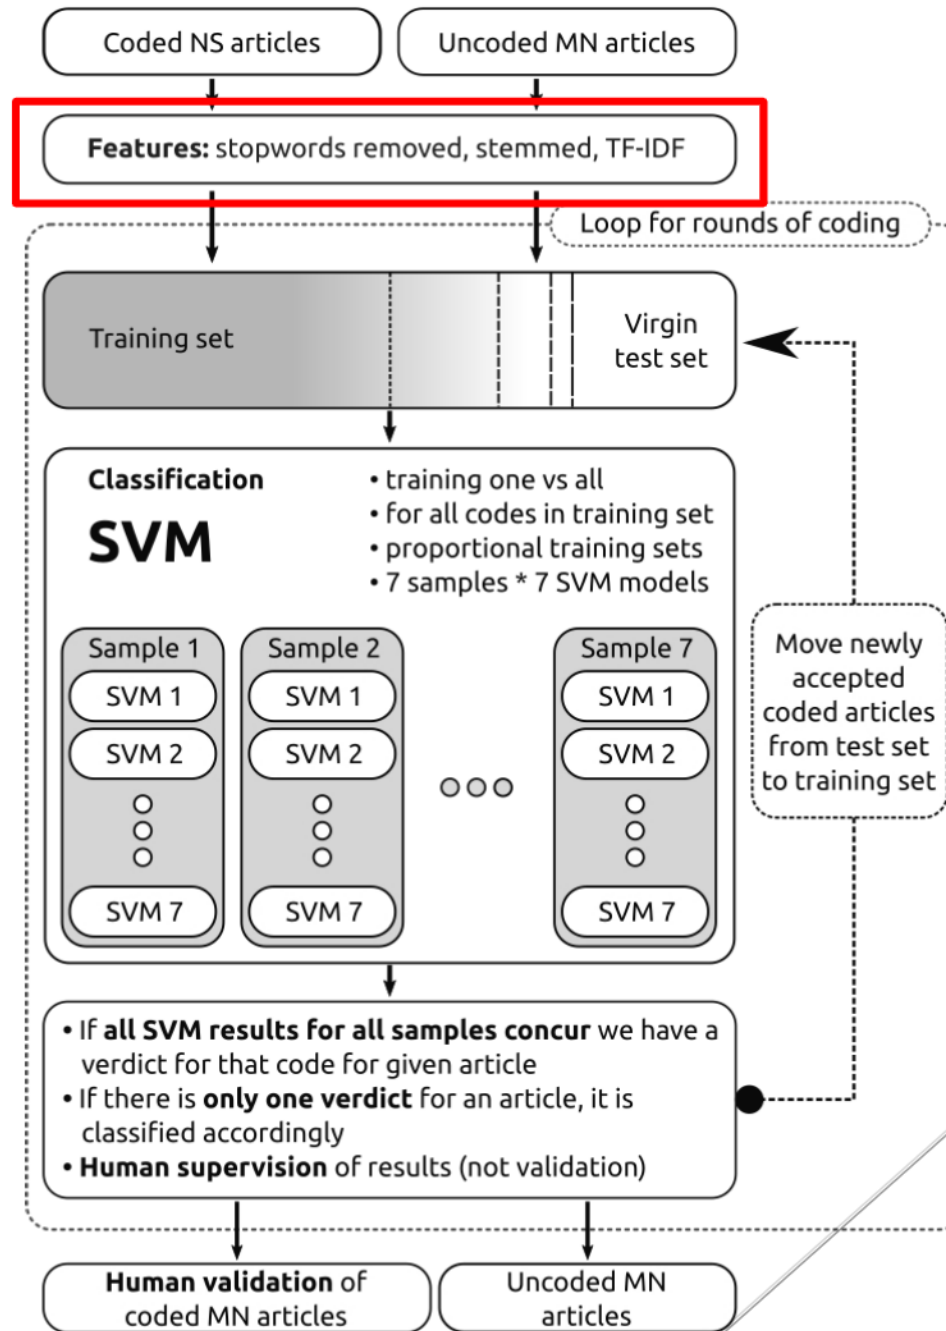 Coded NS articles
Uncoded MN articles
Features: stopwords removed, stemmed, TF-IDF
Loop for rounds of coding
Training set
Virgin
test set
Classification
SVM
• training one vs all
• for all codes in training set
• proportional training sets
• 7 samples * 7 SVM models
Sample 1
SVM 1
SVM 2
SVM 7
Sample 2
SVM 1
SVM 2
SVM 7
Sample 7
SVM 1
SVM 2
SVM 7
Move newly
accepted
coded articles
from test set
to training set
• If all SVM results for all samples concur we have a
verdict for that code for given article
• If there is only one verdict for an article, it is
classified accordingly
• Human supervision of results (not validation)
Human validation of
coded MN articles
Uncoded MN
articles